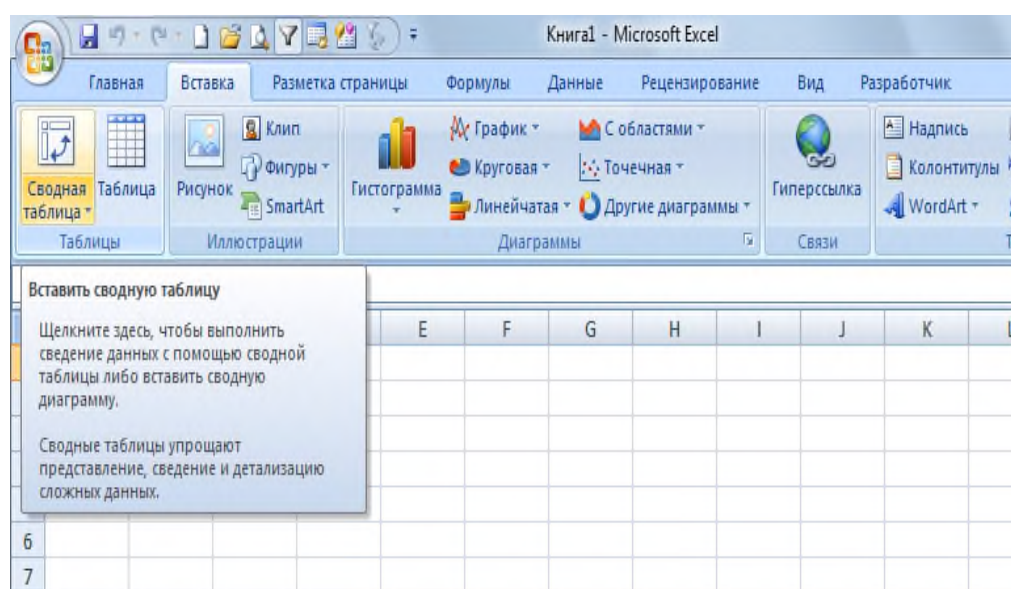 Книга1 - Microsoft Excel
Главная Вставка Разметка страницы Формулы Данные Рецензирование Вид Разработчик
Сводная таблица Таблица Рисунок Клип Фигуры SmartArt Гистограмма График Круговая Линейчатая С областями Точечная Другие диаграммы Гиперссылка Надпись Колонтитулы WordArt
Таблицы Иллюстрации Диаграммы Связи
Вставить сводную таблицу
Щелкните здесь, чтобы выполнить
сведение данных с помощью сводной
таблицы либо вставить сводную
диаграмму.
Сводные таблицы упрощают
представление, сведение и детализацию
сложных данных.
E F G H I J K
6
7